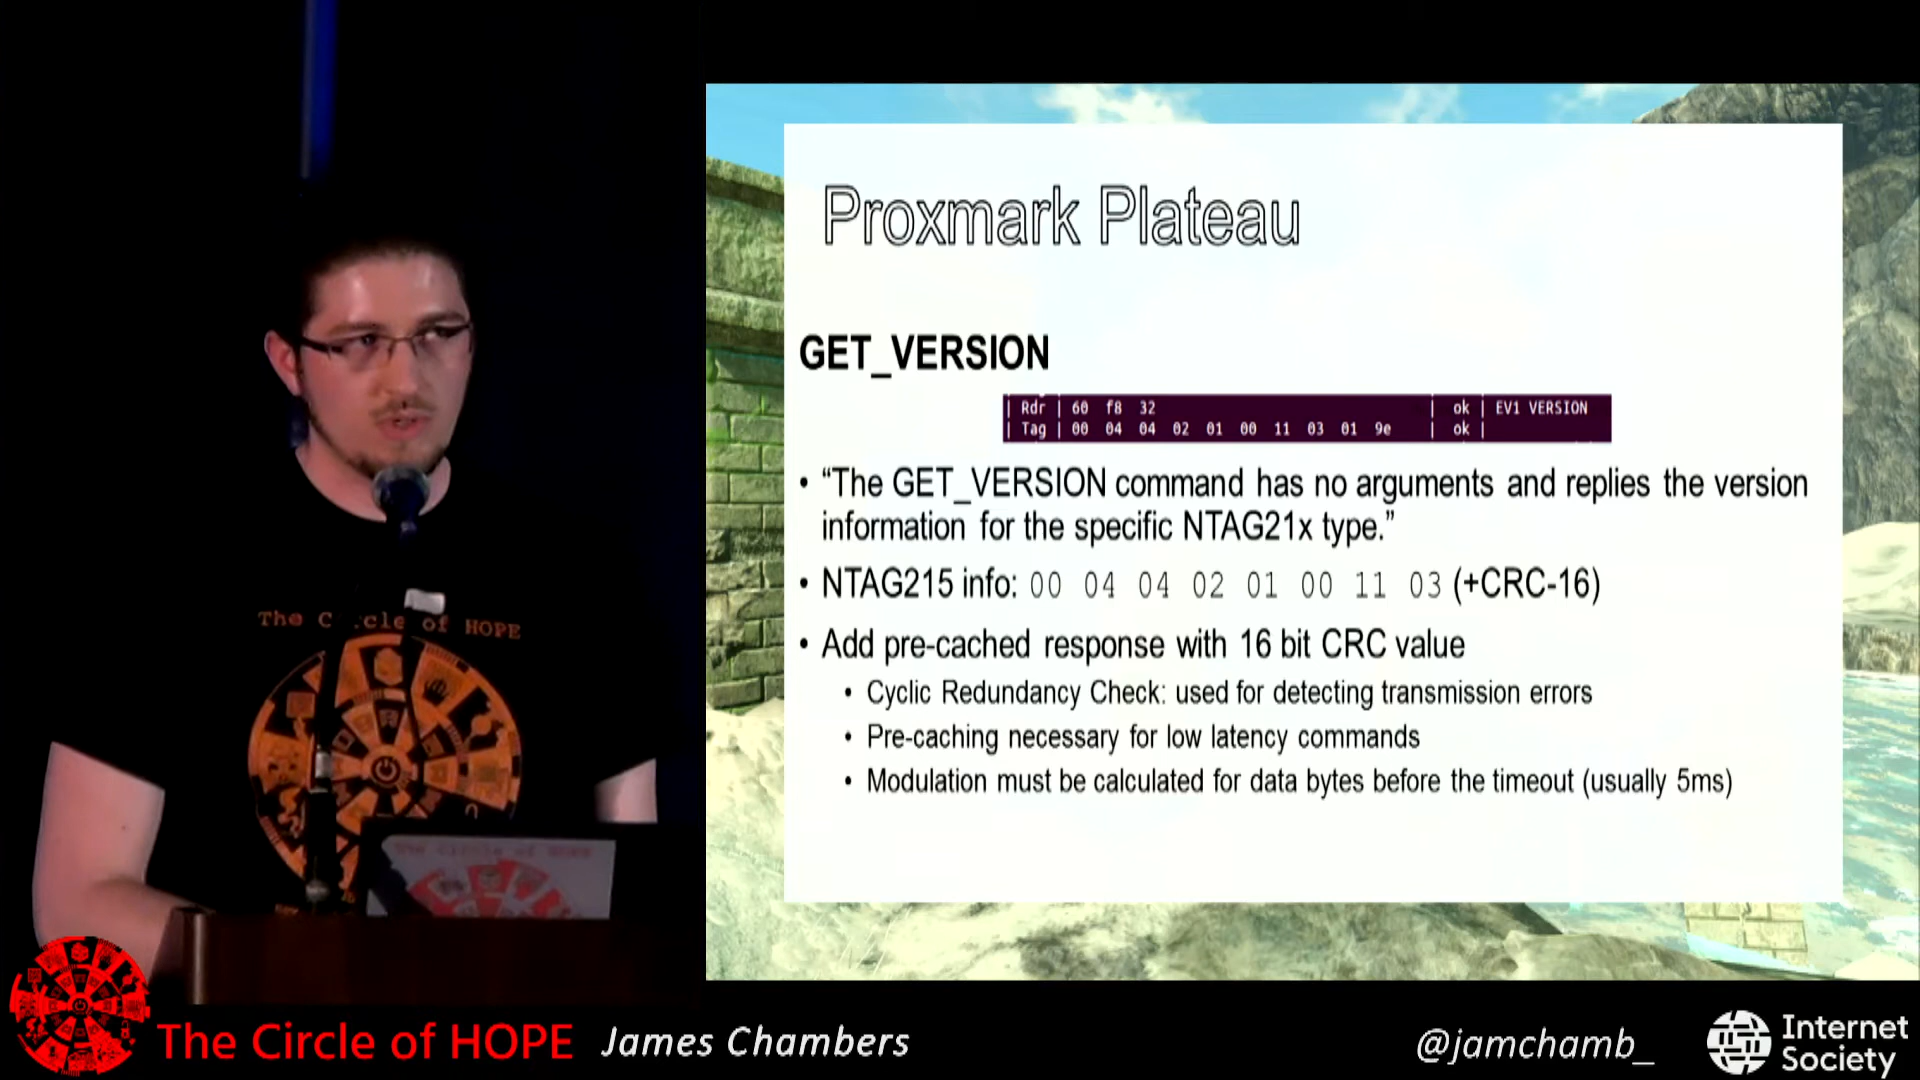 Proxmark Plateau
GET_VERSION
| Rdr | 60 f8 32 | ok | EV1 VERSION
| Tag | 00 04 04 02 01 00 11 03 01 9e | ok |
• “The GET_VERSION command has no arguments and replies the version
information for the specific NTAG21x type.”
• NTAG215 info: 00 04 04 02 01 00 11 03 (+CRC-16)
• Add pre-cached response with 16 bit CRC value
• Cyclic Redundancy Check: used for detecting transmission errors
• Pre-caching necessary for low latency commands
• Modulation must be calculated for data bytes before the timeout (usually 5ms)
The C rcle of HOPE
The Circle of HOPE
The Circle of HOPE James Chambers
@jamchamb_
Internet
Society